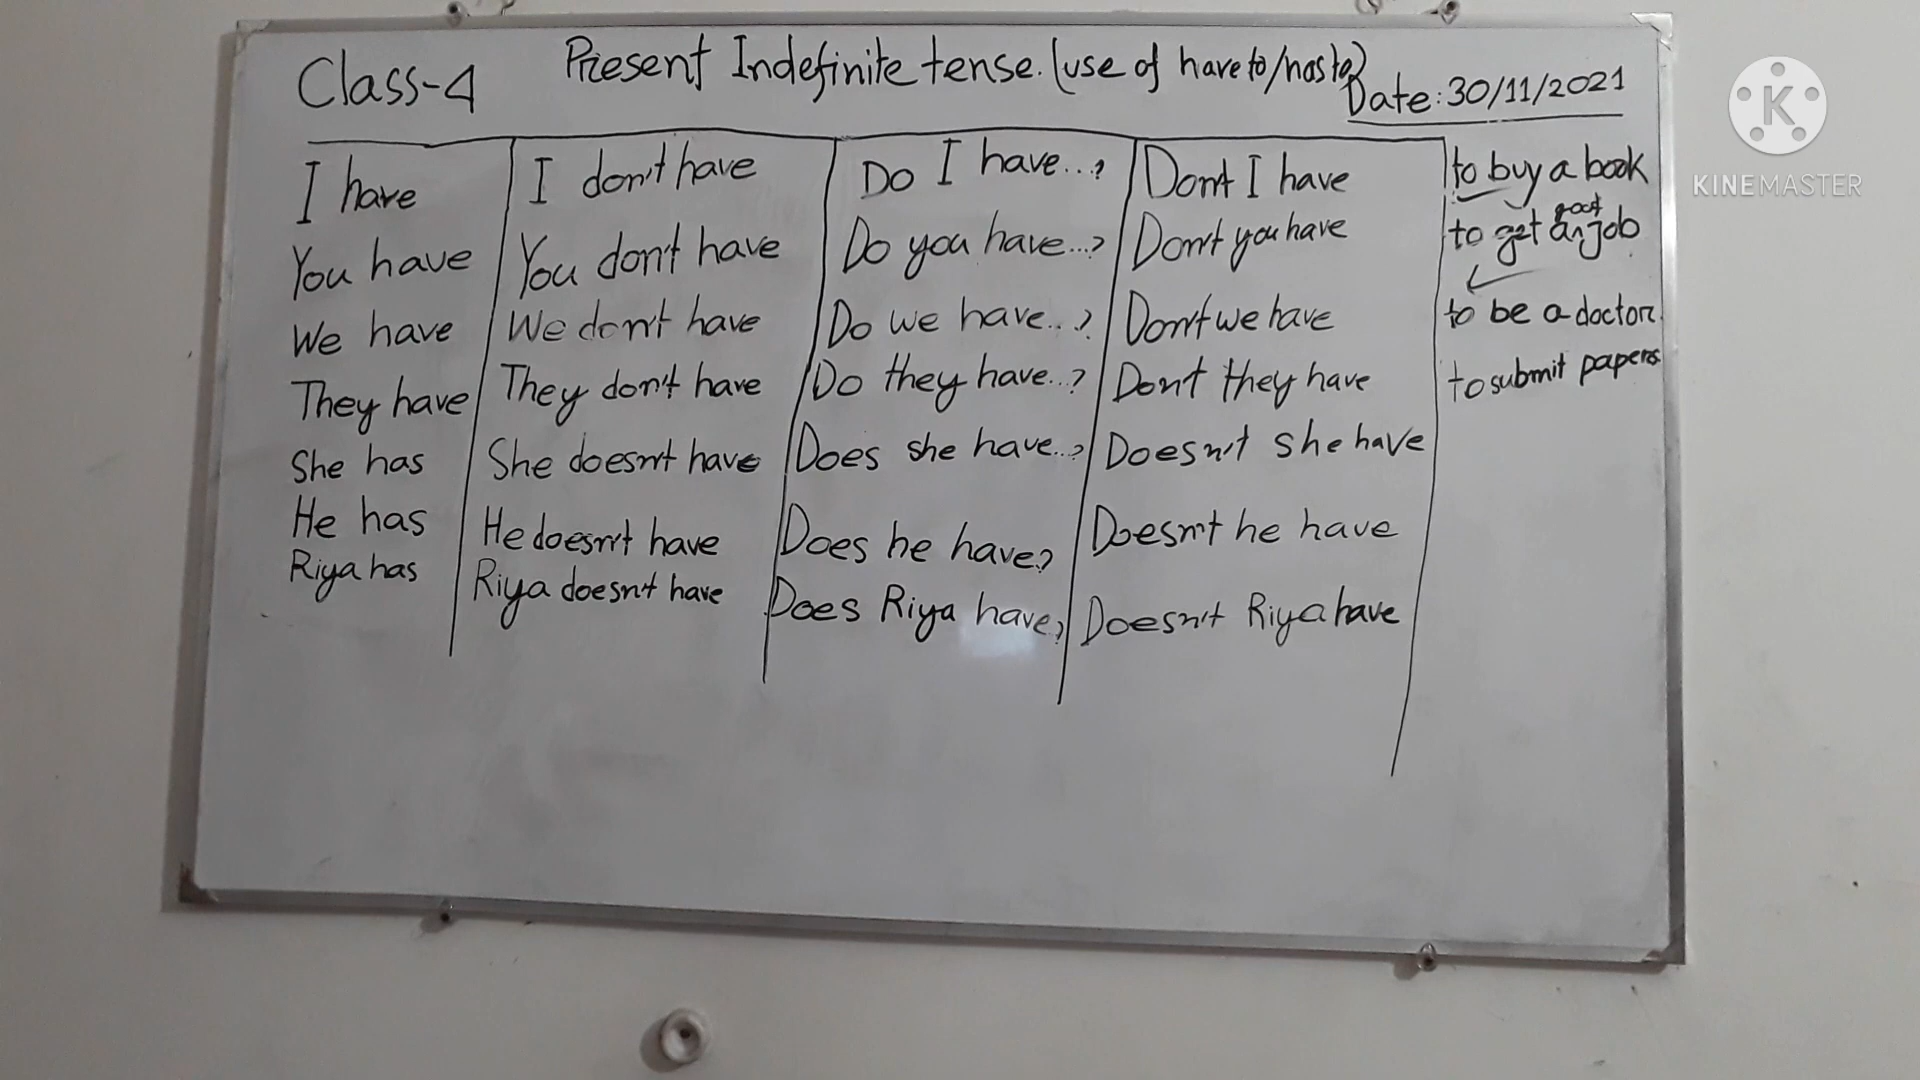 Class-4
Present Indefinite tense. (use of have to/has to)
Date: 30/11/2021
I have
You have
We have
They have
She has
He has
Riya has
I don't have
You don't have
We don't have
They don't have
She doesn't have
He doesn't have
Riya doesn't have
Do I have...?
Do you have...?
Do we have...?
Do they have...?
Does she have...?
Does he have?
Does Riya have?
Don't I have
Don't you have
Don't we have
Don't they have
Doesn't she have
Doesn't he have
Doesn't Riya have
to buy a book
to get a good job
to be a doctor.
to submit papers
K
KINEMASTER